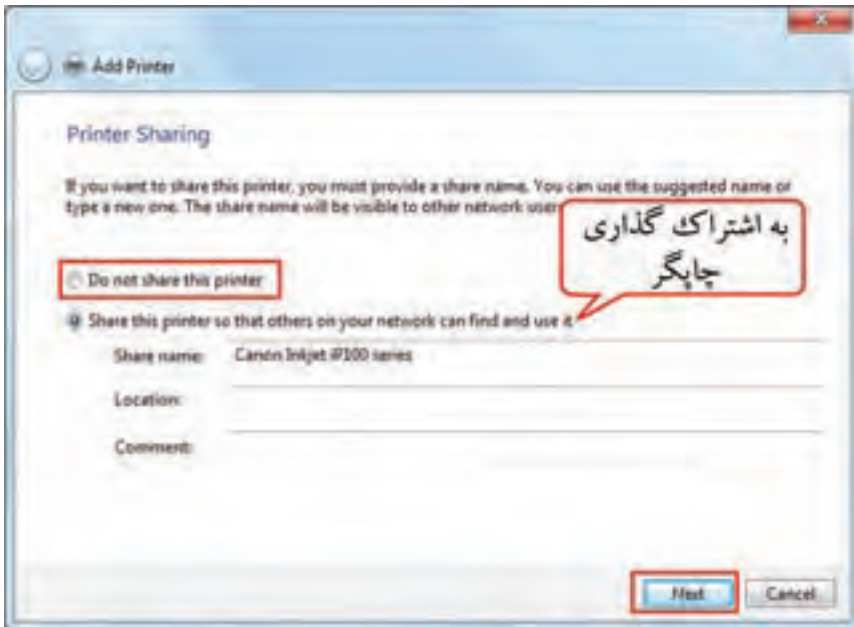 Add Printer
Printer Sharing
If you want to share this printer, you must provide a share name. You can use the suggested name or
type a new one. The share name will be visible to other network
به اشتراک گذاری
چاپگر
Do not share this printer
Share this printer so that others on your network can find and use it
Share name: Canon Inkjet iP100 series
Location:
Comment:
Next Cancel